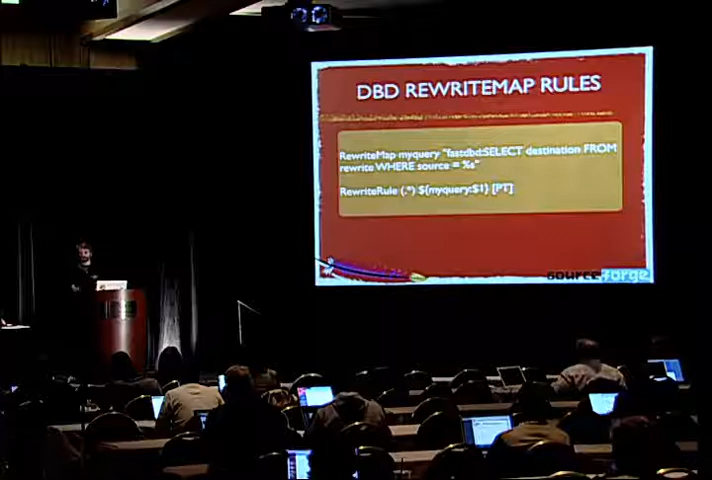 DBD REWRITEMAP RULES
RewriteMap myquery "fastdbd:SELECT destination FROM
rewrite WHERE source = %s"
RewriteRule (.*) ${myquery:$1} [PT]
sourceforge